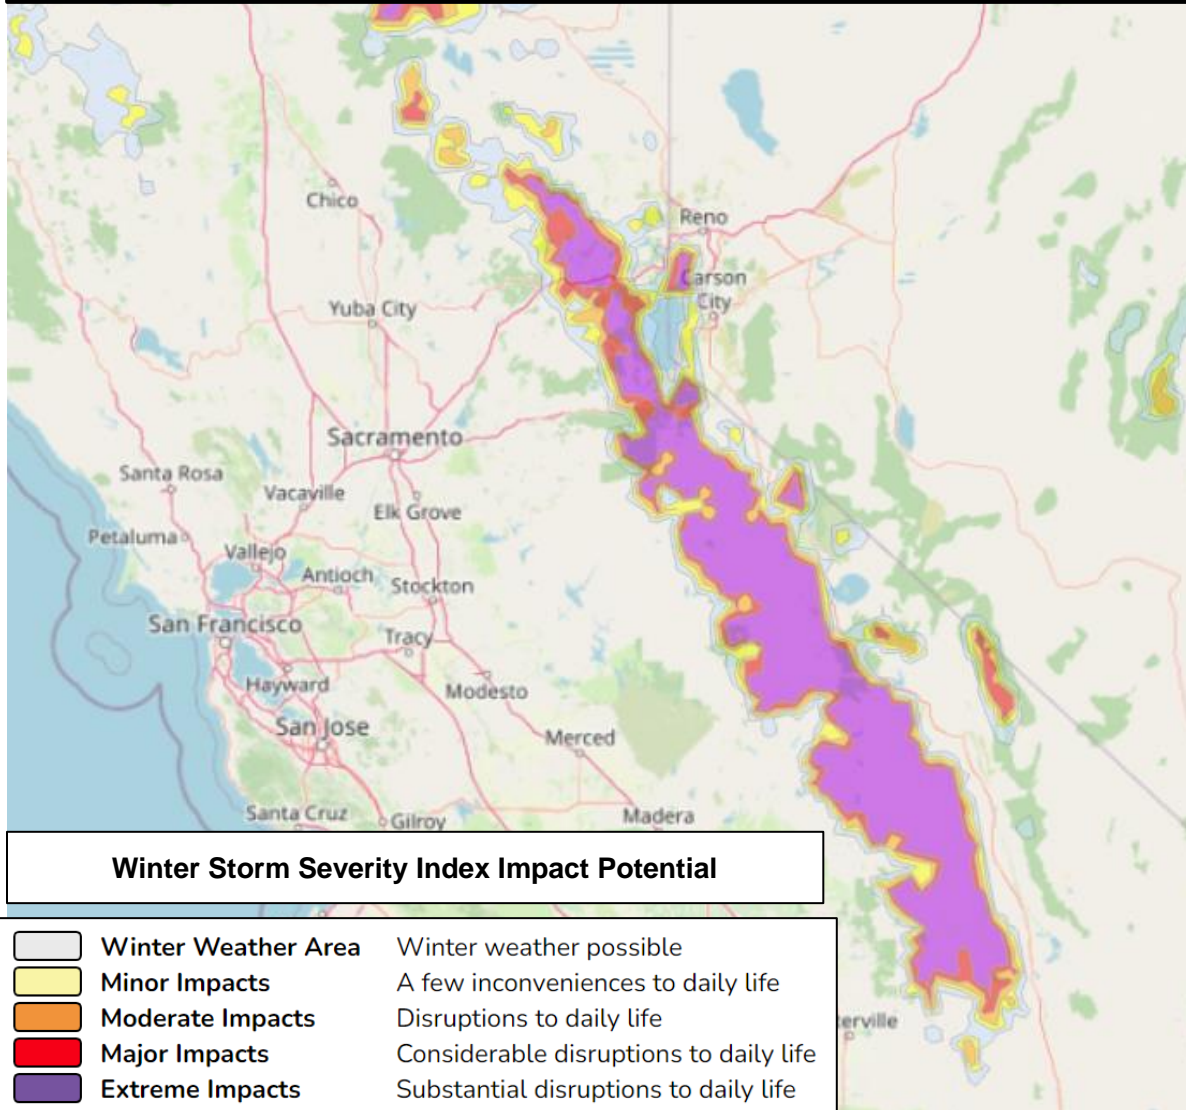 Chico
Reno
Carson
City
Yuba City
Sacramento
Santa Rosa
Vacaville
Elk Grove
Petaluma
Vallejo
Antioch
Stockton
San Francisco
Tracy
Hayward
Modesto
San Jose
Merced
Santa Cruz
Gilroy
Madera
Winter Storm Severity Index Impact Potential
Winter Weather Area Winter weather possible
Minor Impacts A few inconveniences to daily life
Moderate Impacts Disruptions to daily life
erville
Major Impacts Considerable disruptions to daily life
Extreme Impacts Substantial disruptions to daily life